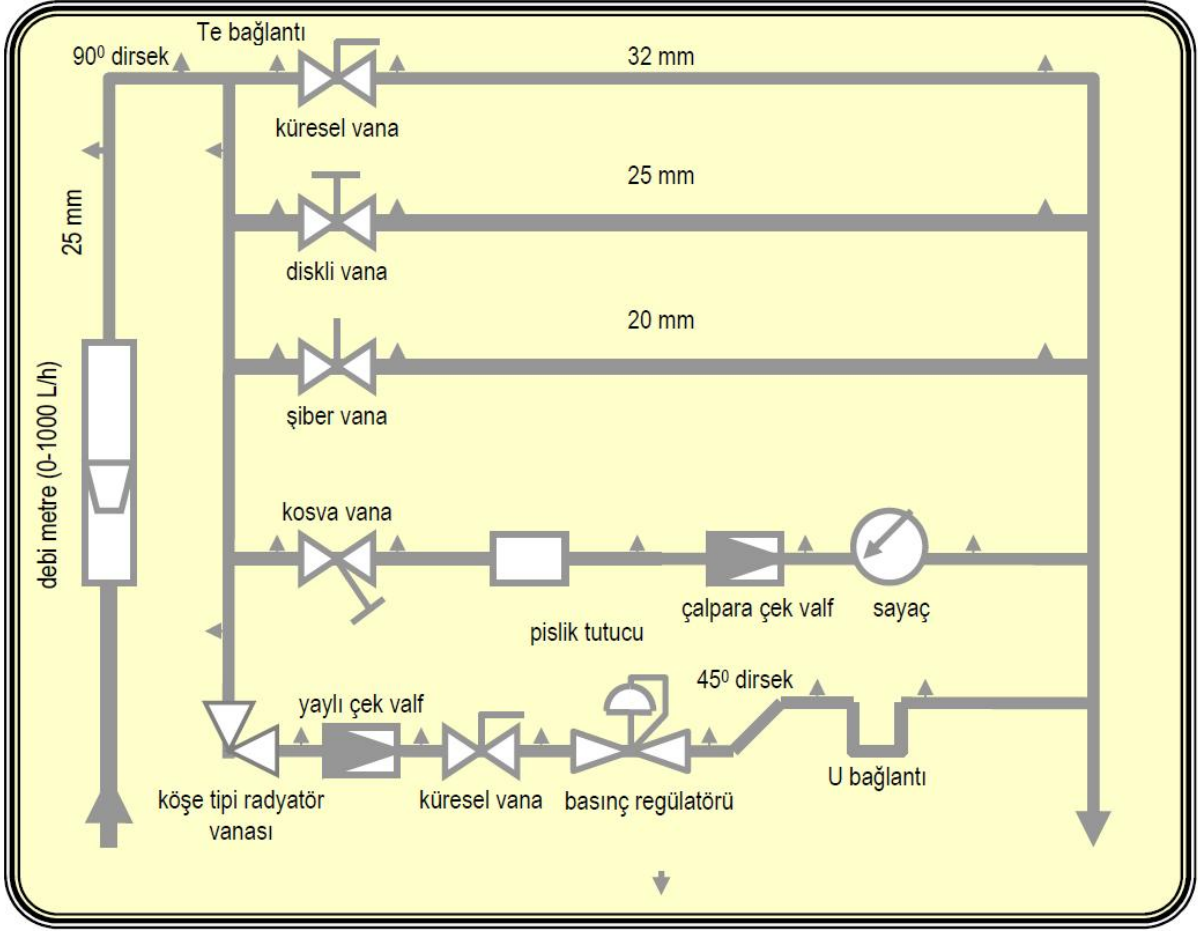 Te bağlantı
90⁰ dirsek
32 mm
küresel vana
25 mm
25 mm
diskli vana
20 mm
şiber vana
debi metre (0-1000 L/h)
kosva vana
pislik tutucu
çalpara çek valf
sayaç
45⁰ dirsek
yaylı çek valf
U bağlantı
köşe tipi radyatör
vanası
küresel vana
basınç regülatörü